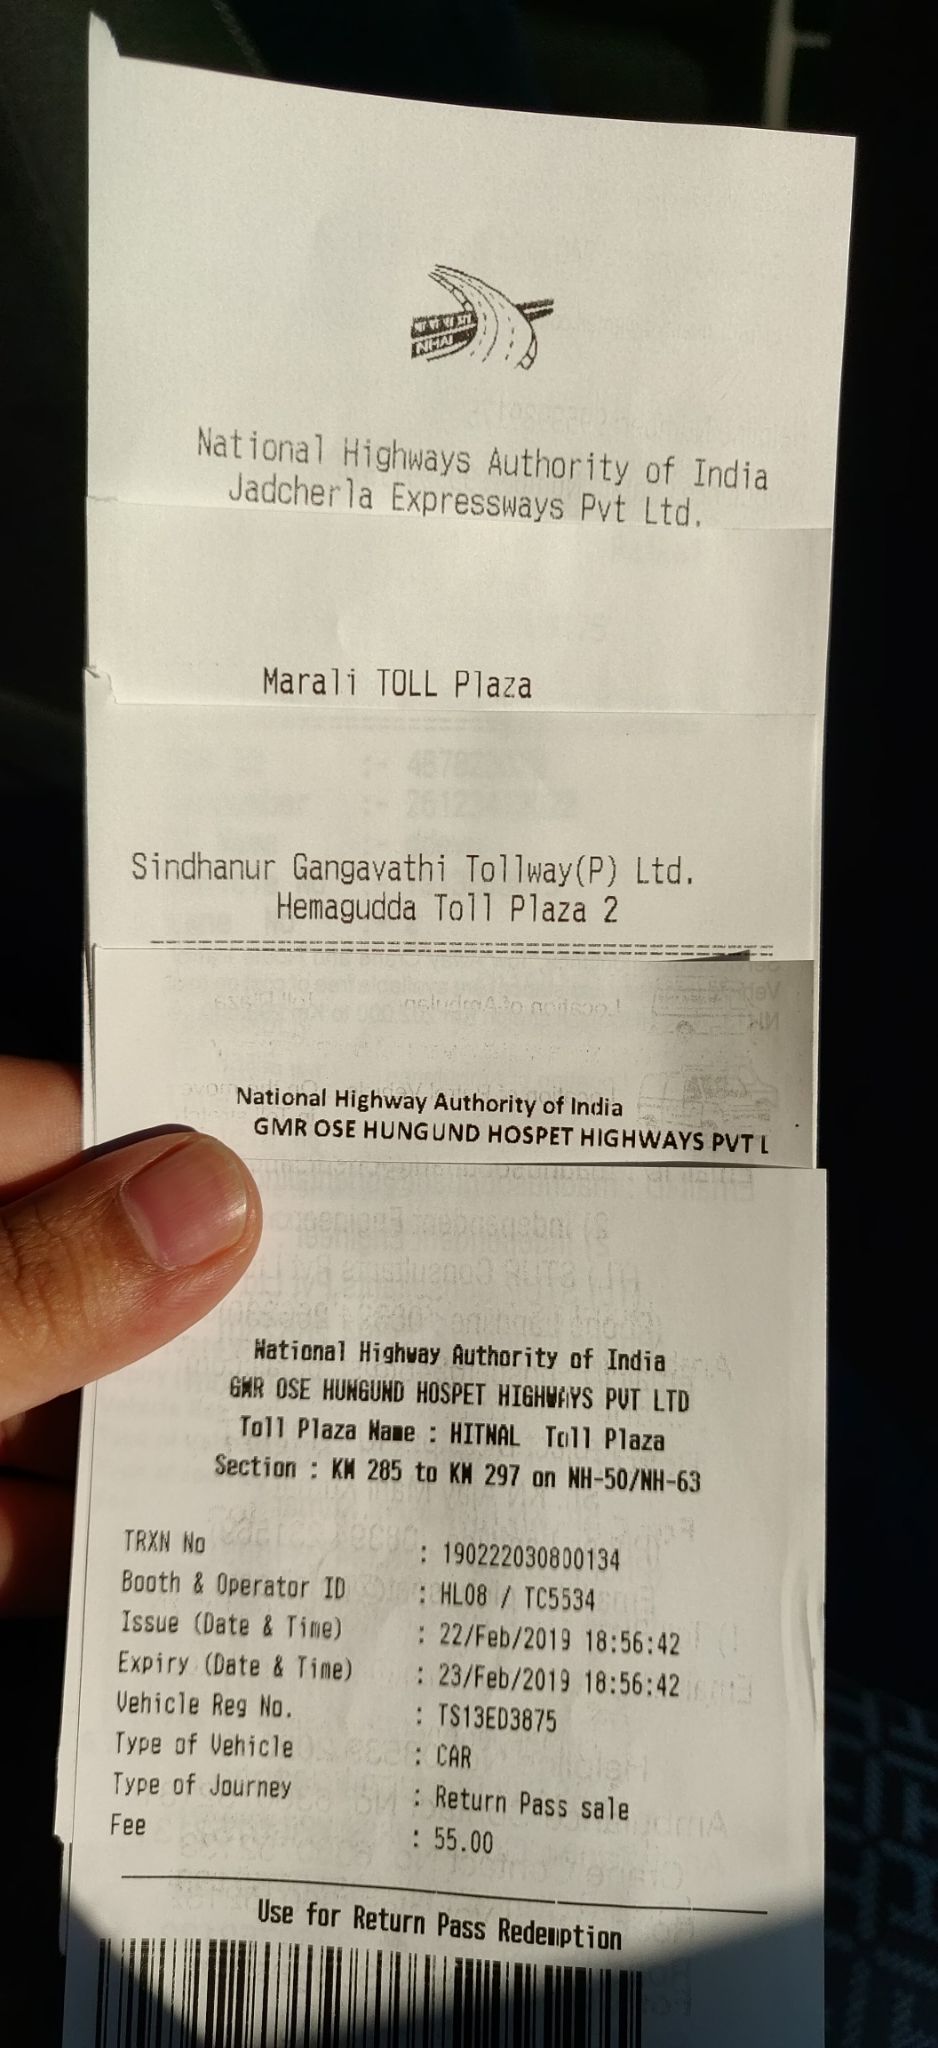 NHAI
National Highways Authority of India
Jadcherla Expressways Pvt Ltd.
Marali TOLL Plaza
Sindhanur Gangavathi Tollway(P) Ltd.
Hemagudda Toll Plaza 2
National Highway Authority of India
GMR OSE HUNGUND HOSPET HIGHWAYS PVT L
National Highway Authority of India
GMR OSE HUNGUND HOSPET HIGHWAYS PVT LTD
Toll Plaza Name : HITNAL Toll Plaza
Section : KM 285 to KM 297 on NH-50/NH-63
TRXN No : 190222030800134
Booth & Operator ID : HL08 / TC5534
Issue (Date & Time) : 22/Feb/2019 18:56:42
Expiry (Date & Time) : 23/Feb/2019 18:56:42
Vehicle Reg No. : TS13ED3875
Type of Vehicle : CAR
Type of Journey : Return Pass sale
Fee : 55.00
Use for Return Pass Redemption